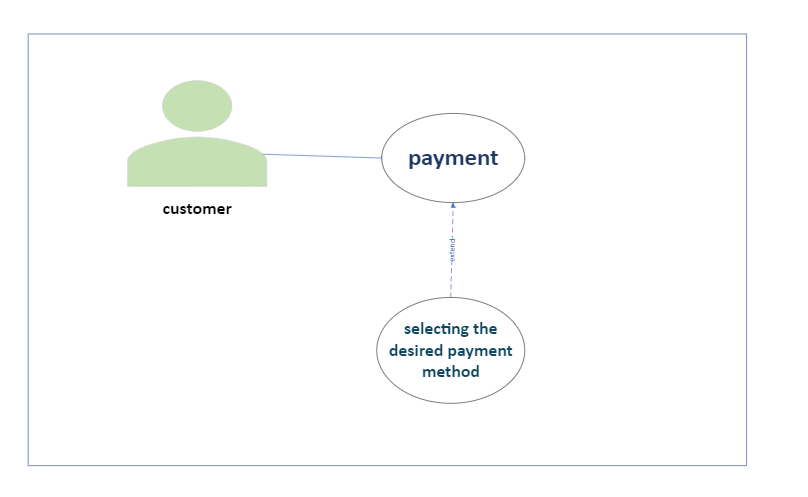 payment
customer
extend
selecting the
desired payment
method